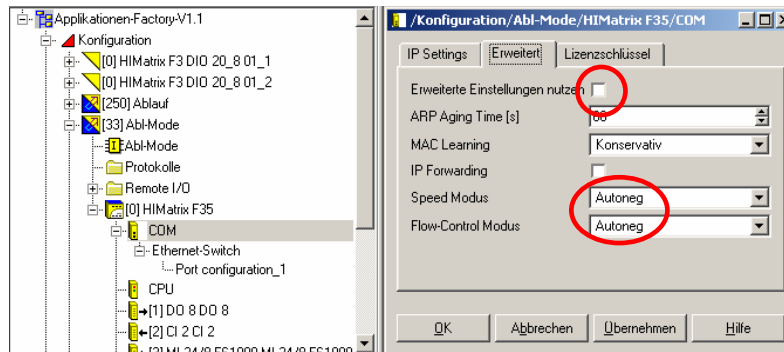 Applikationen-Factory-V1.1
Konfiguration
[0] HIMatrix F3 DIO 20_8 01_1
[0] HIMatrix F3 DIO 20_8 01_2
[250] Ablauf
[33] Abl-Mode
Abl-Mode
Protokolle
Remote I/O
[0] HIMatrix F35
COM
Ethernet-Switch
Port configuration_1
CPU
[1] DO 8 DO 8
[2] CI 2 CI 2
/Konfiguration/Abl-Mode/HIMatrix F35/COM
IP Settings
Erweitert
Lizenzschlüssel
Erweiterte Einstellungen nutzen
ARP Aging Time [s]
MAC Learning
Konservativ
IP Forwarding
Speed Modus
Autoneg
Flow-Control Modus
Autoneg
OK
Abbrechen
Übernehmen
Hilfe